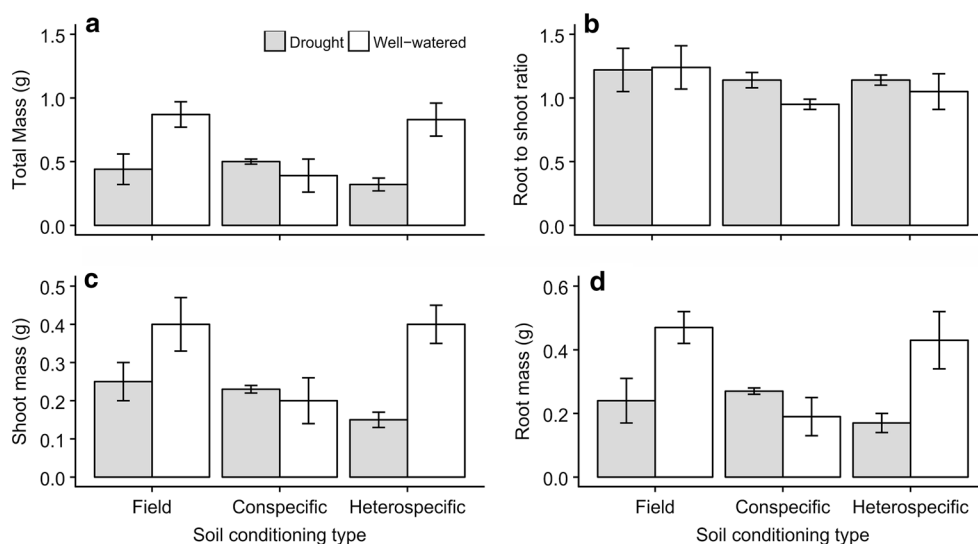 a
Drought Well−watered
Total Mass (g)
1.5
1.0
0.5
0.0
b
Root to shoot ratio
1.5
1.0
0.5
0.0
c
Shoot mass (g)
0.5
0.4
0.3
0.2
0.1
0.0
Field Conspecific Heterospecific
Soil conditioning type
d
Root mass (g)
0.6
0.4
0.2
0.0
Field Conspecific Heterospecific
Soil conditioning type